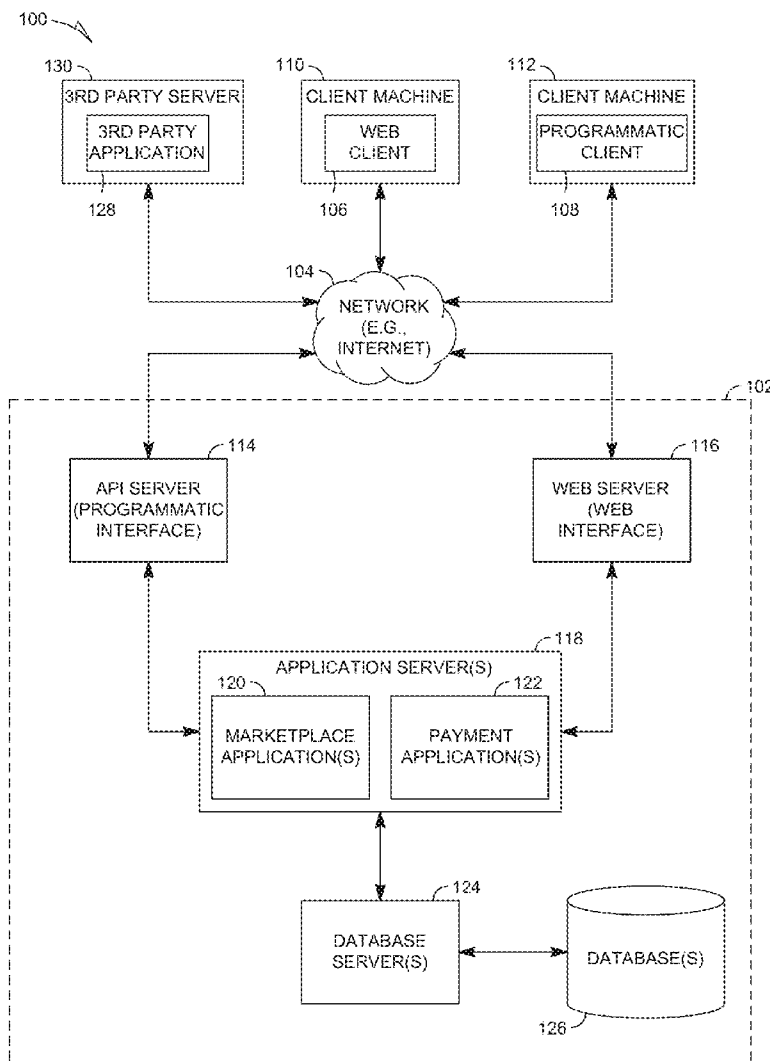 100
130
110
112
3RD PARTY SERVER
CLIENT MACHINE
CLIENT MACHINE
3RD PARTY
APPLICATION
WEB
CLIENT
PROGRAMMATIC
CLIENT
128
106
108
104
NETWORK
(E.G.,
INTERNET)
102
114
116
API SERVER
(PROGRAMMATIC
INTERFACE)
WEB SERVER
(WEB
INTERFACE)
118
APPLICATION SERVER(S)
120
122
MARKETPLACE
APPLICATION(S)
PAYMENT
APPLICATION(S)
124
DATABASE
SERVER(S)
DATABASE(S)
126